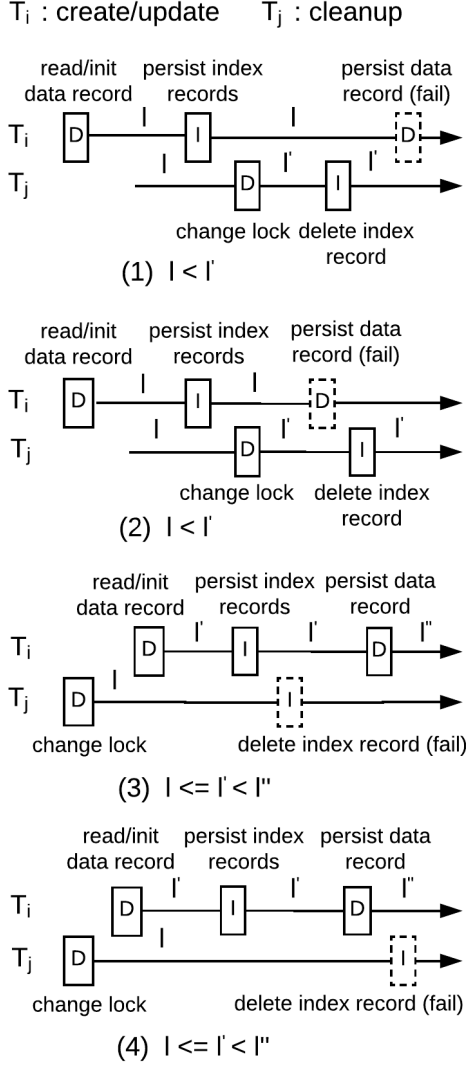 Ti : create/update Tj : cleanup
read/init persist index persist data
data record records record (fail)
l l
Ti D I D
l l' l'
Tj D I
change lock delete index
record
(1) l < l'
read/init persist index persist data
data record records record (fail)
l l
Ti D I D
l l' l'
Tj D I
change lock delete index
record
(2) l < l'
read/init persist index persist data
data record records record
l' l' l"
Ti D I D
l
Tj D I
change lock delete index record (fail)
(3) l <= l' < l"
read/init persist index persist data
data record records record
l' l' l"
Ti D I D
l
Tj D I
change lock delete index record (fail)
(4) l <= l' < l"